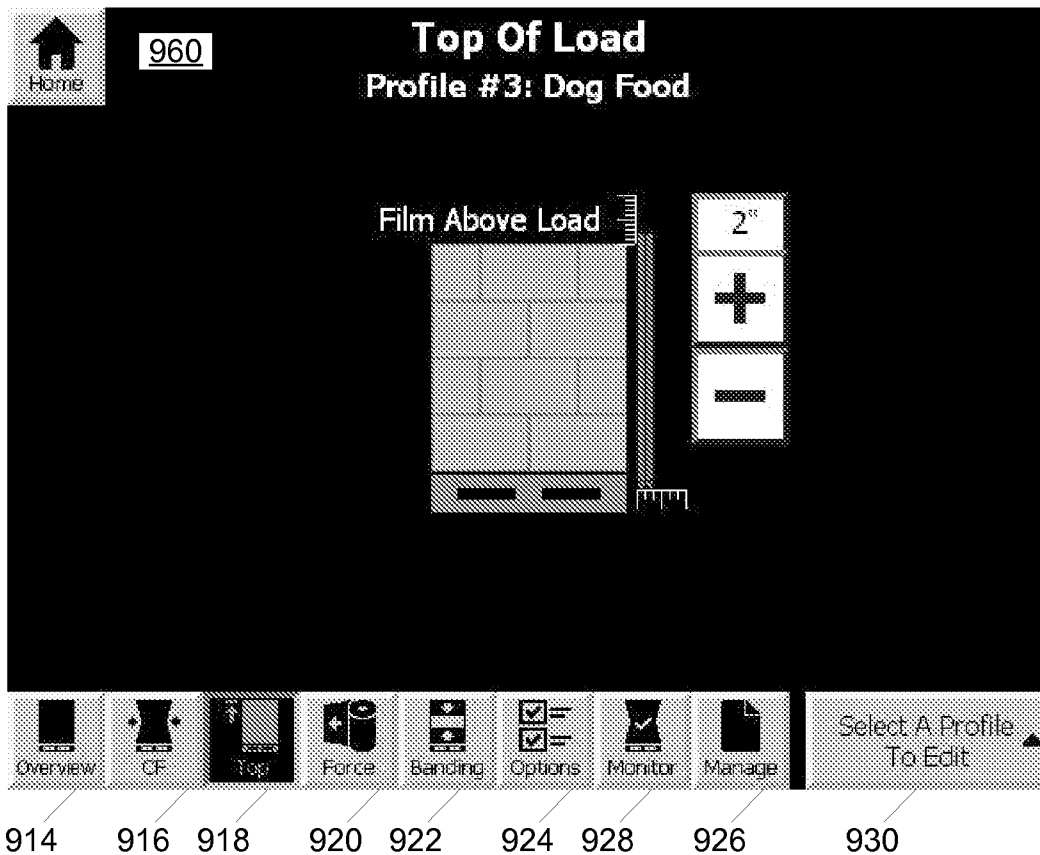 Home
960
Top Of Load
Profile #3: Dog Food
Film Above Load
2"
Overview
CF
Top
Force
Banding
Options
Monitor
Manage
Select A Profile
To Edit
914 916 918 920 922 924 928 926 930